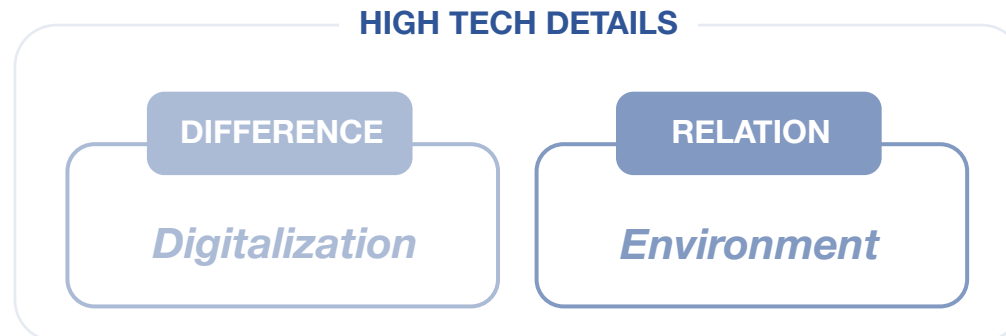 HIGH TECH DETAILS
DIFFERENCE
Digitalization
RELATION
Environment